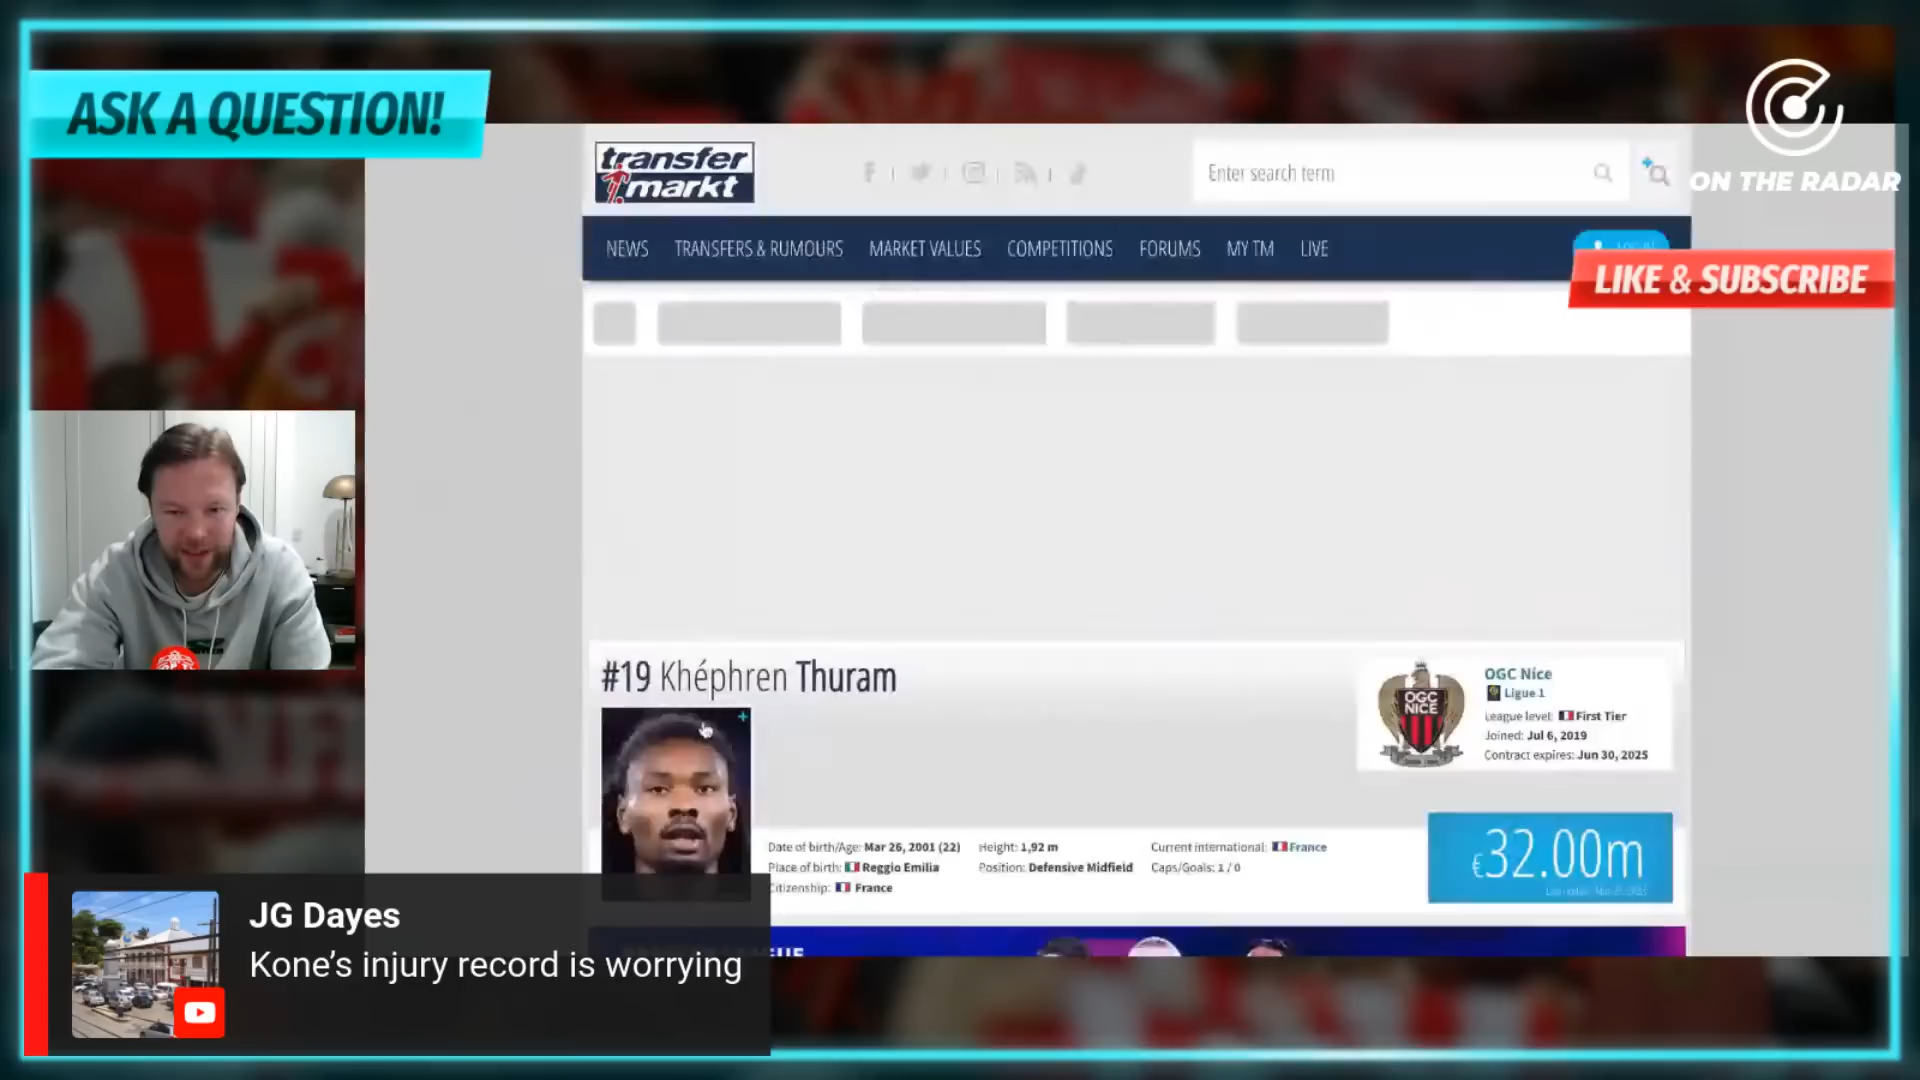 ASK A QUESTION!
transfer
markt
Enter search term
ON THE RADAR
NEWS TRANSFERS & RUMOURS MARKET VALUES COMPETITIONS FORUMS MY TM LIVE
LIKE & SUBSCRIBE
#19 Khéphren Thuram
OGC
NICE
OGC Nice
Ligue 1
League level: First Tier
Joined: Jul 6, 2019
Contract expires: Jun 30, 2025
Date of birth/Age: Mar 26, 2001 (22)
Place of birth: Reggio Emilia
Citizenship: France
Height: 1,92 m
Position: Defensive Midfield
Current international: France
Caps/Goals: 1 / 0
€32.00m
JG Dayes
Kone’s injury record is worrying